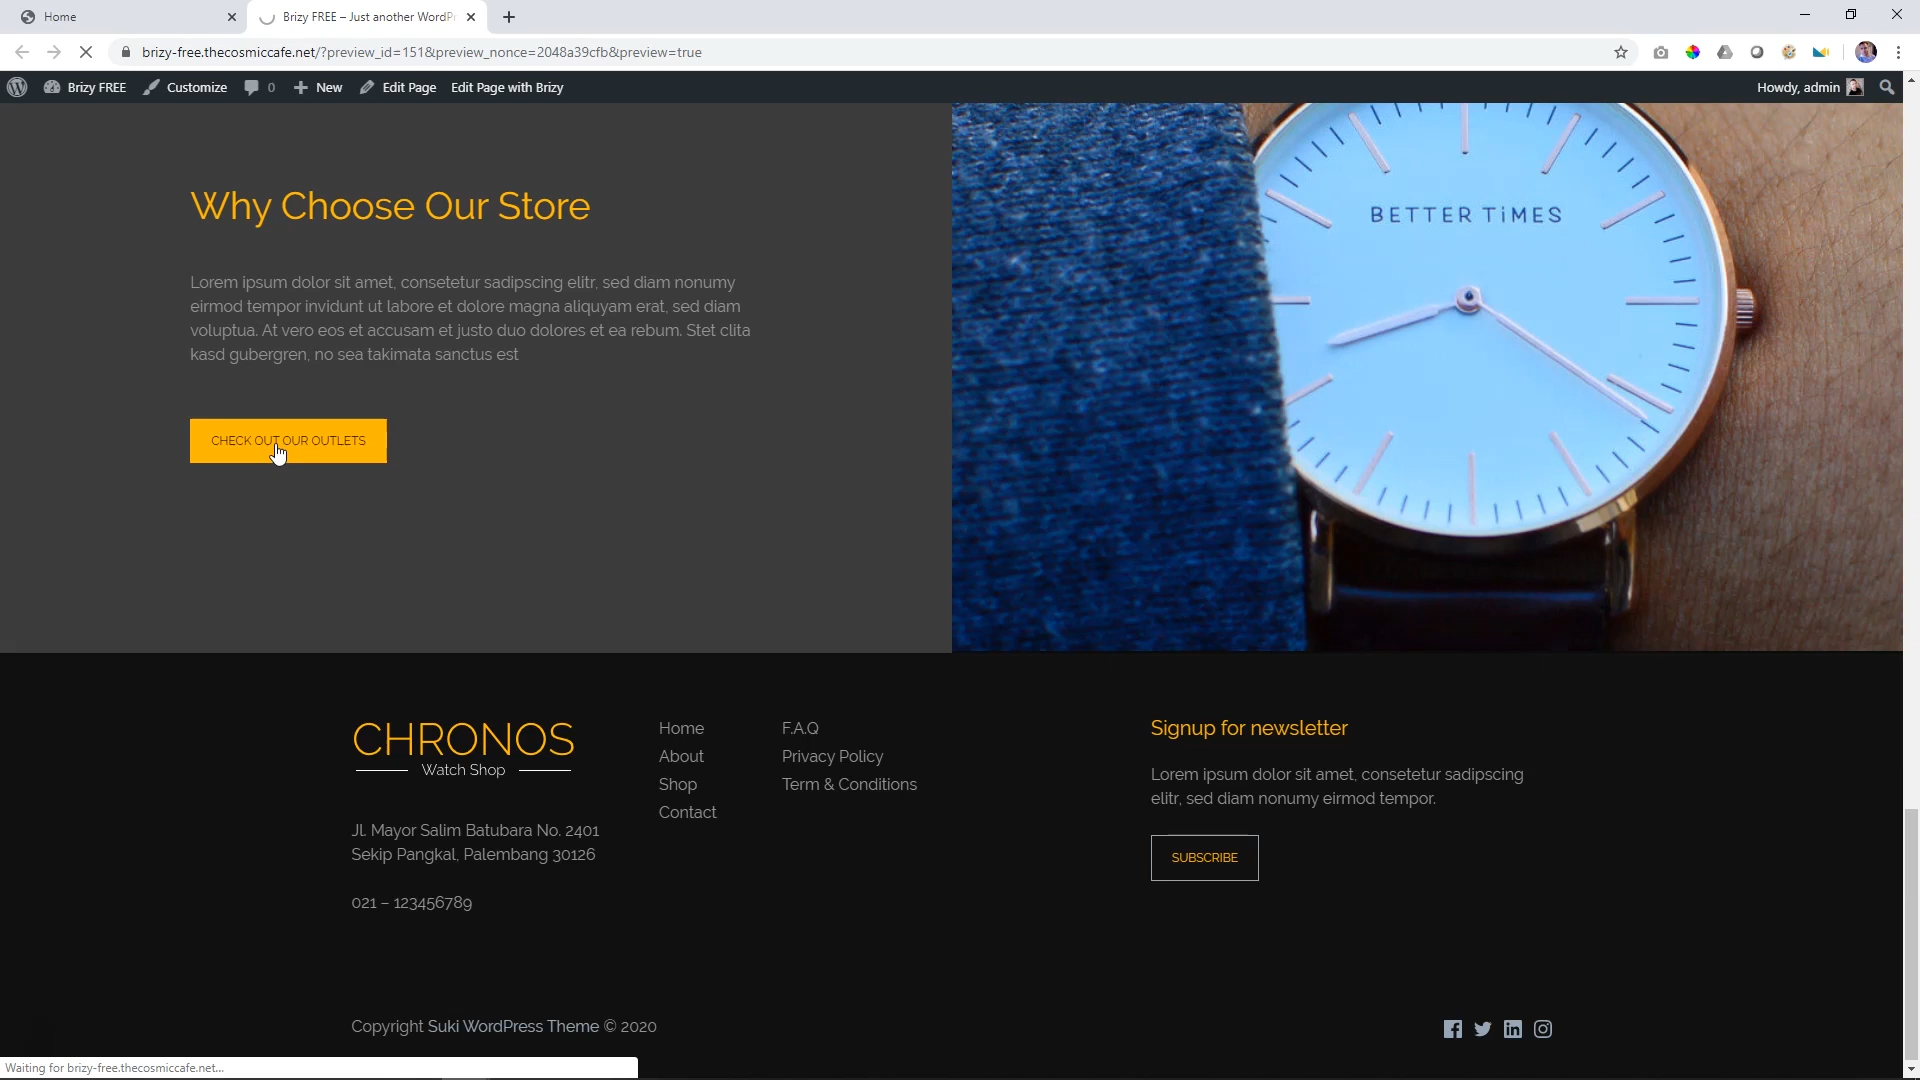 Home
Brizy FREE – Just another WordPr
brizy-free.thecosmiccafe.net/?preview_id=151&preview_nonce=2048a39cfb&preview=true
Brizy FREE
Customize
0
New
Edit Page
Edit Page with Brizy
Howdy, admin
Why Choose Our Store
Lorem ipsum dolor sit amet, consetetur sadipscing elitr, sed diam nonumy
eirmod tempor invidunt ut labore et dolore magna aliquyam erat, sed diam
voluptua. At vero eos et accusam et justo duo dolores et ea rebum. Stet clita
kasd gubergren, no sea takimata sanctus est
CHECK OUT OUR OUTLETS
BETTER TiMES
CHRONOS
Watch Shop
Jl. Mayor Salim Batubara No. 2401
Sekip Pangkal, Palembang 30126
021 – 123456789
Home
About
Shop
Contact
F.A.Q
Privacy Policy
Term & Conditions
Signup for newsletter
Lorem ipsum dolor sit amet, consetetur sadipscing
elitr, sed diam nonumy eirmod tempor.
SUBSCRIBE
Copyright Suki WordPress Theme © 2020
Waiting for brizy-free.thecosmiccafe.net...